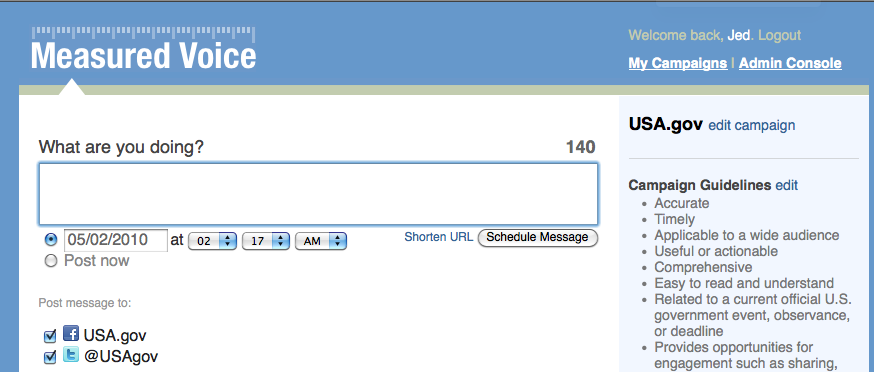 Measured Voice
Welcome back, Jed. Logout
My Campaigns | Admin Console
What are you doing?
140
05/02/2010 at 02 17 AM
Shorten URL
Schedule Message
Post now
Post message to:
USA.gov
@USAgov
USA.gov edit campaign
Campaign Guidelines edit
• Accurate
• Timely
• Applicable to a wide audience
• Useful or actionable
• Comprehensive
• Easy to read and understand
• Related to a current official U.S.
government event, observance,
or deadline
• Provides opportunities for
engagement such as sharing,